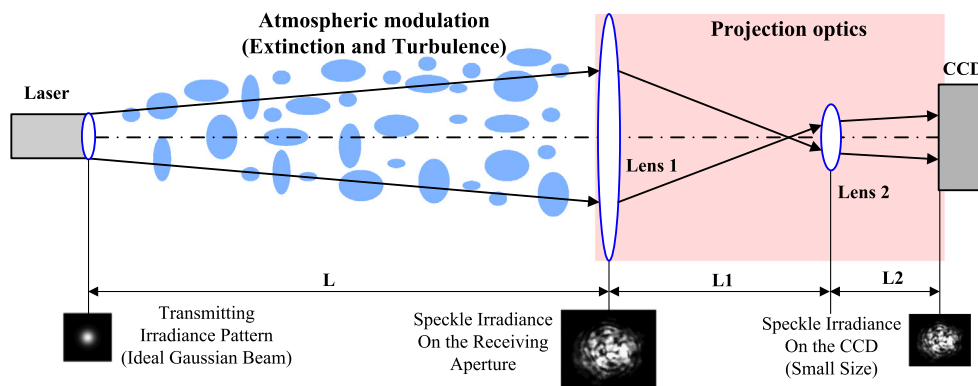 Atmospheric modulation
(Extinction and Turbulence)
Projection optics
Laser
CCD
Lens 1
Lens 2
L
L1
L2
Transmitting
Irradiance Pattern
(Ideal Gaussian Beam)
Speckle Irradiance
On the Receiving
Aperture
Speckle Irradiance
On the CCD
(Small Size)